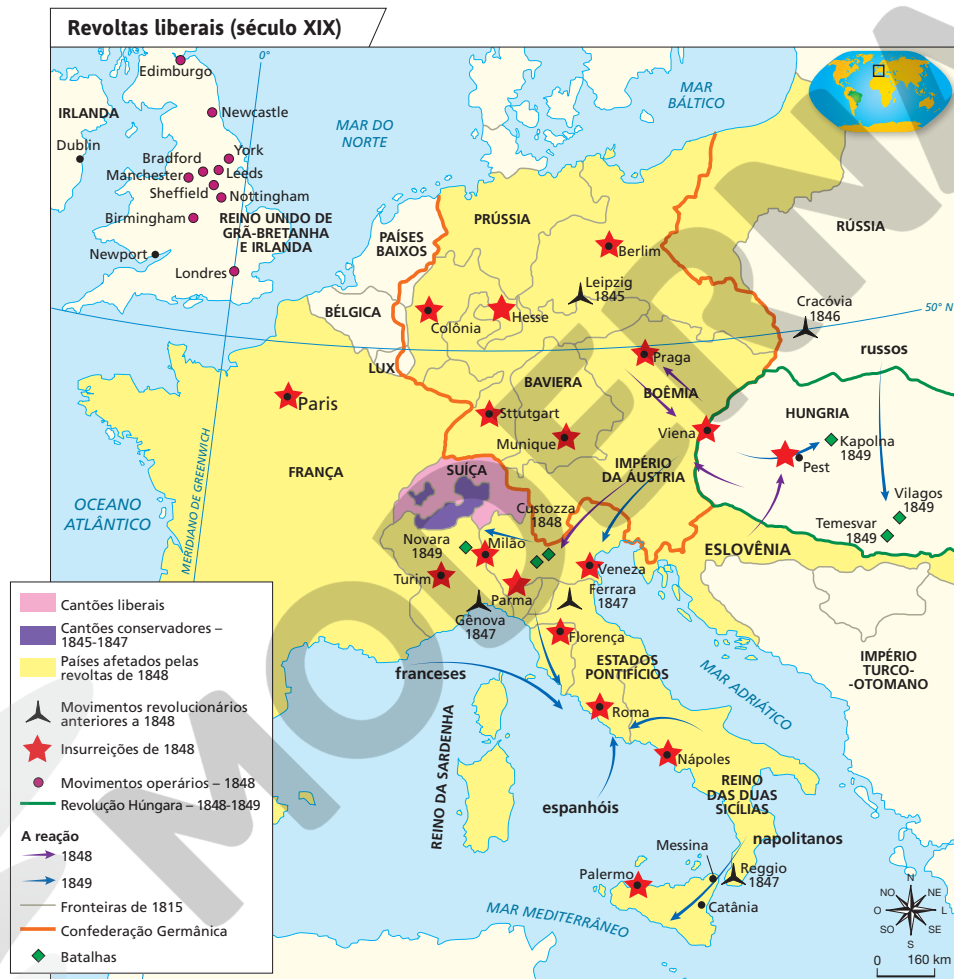 Revoltas liberais (século XIX)
0°
Edimburgo
IRLANDA
Newcastle
Dublin
York
Bradford
Leeds
Manchester
Sheffield
Nottingham
Birmingham
REINO UNIDO DE
GRÃ-BRETANHA
E IRLANDA
Newport
Londres
MAR DO
NORTE
MAR
BÁLTICO
PRÚSSIA
RÚSSIA
PAÍSES
BAIXOS
Berlim
Leipzig
1845
Cracóvia
1846
50° N
BÉLGICA
Colônia
Hesse
russos
LUX
Praga
BAVIERA
BOÊMIA
Paris
Sttutgart
Munique
Viena
HUNGRIA
Kapolna
1849
Pest
MERIDIANO DE GREENWICH
FRANÇA
SUÍÇA
IMPÉRIO
DA ÁUSTRIA
OCEANO
ATLÂNTICO
Custozza
1848
Vilagos
1849
Temesvar
1849
Novara
1849
Milão
ESLOVÊNIA
Turim
Parma
Veneza
Gênova
1847
Ferrara
1847
Florença
franceses
ESTADOS
PONTIFÍCIOS
MAR ADRIÁTICO
IMPÉRIO
TURCO-
-OTOMANO
Roma
REINO DA SARDENHA
Nápoles
espanhóis
REINO
DAS DUAS
SICÍLIAS
napolitanos
Messina
Reggio
1847
Palermo
Catânia
MAR MEDITERRÂNEO
Cantões liberais
Cantões conservadores –
1845-1847
Países afetados pelas
revoltas de 1848
Movimentos revolucionários
anteriores a 1848
Insurreições de 1848
Movimentos operários – 1848
Revolução Húngara – 1848-1849
A reação
1848
1849
Fronteiras de 1815
Confederação Germânica
Batalhas
N
NO
NE
O
L
SO
SE
S
0
160 km
MODERNA